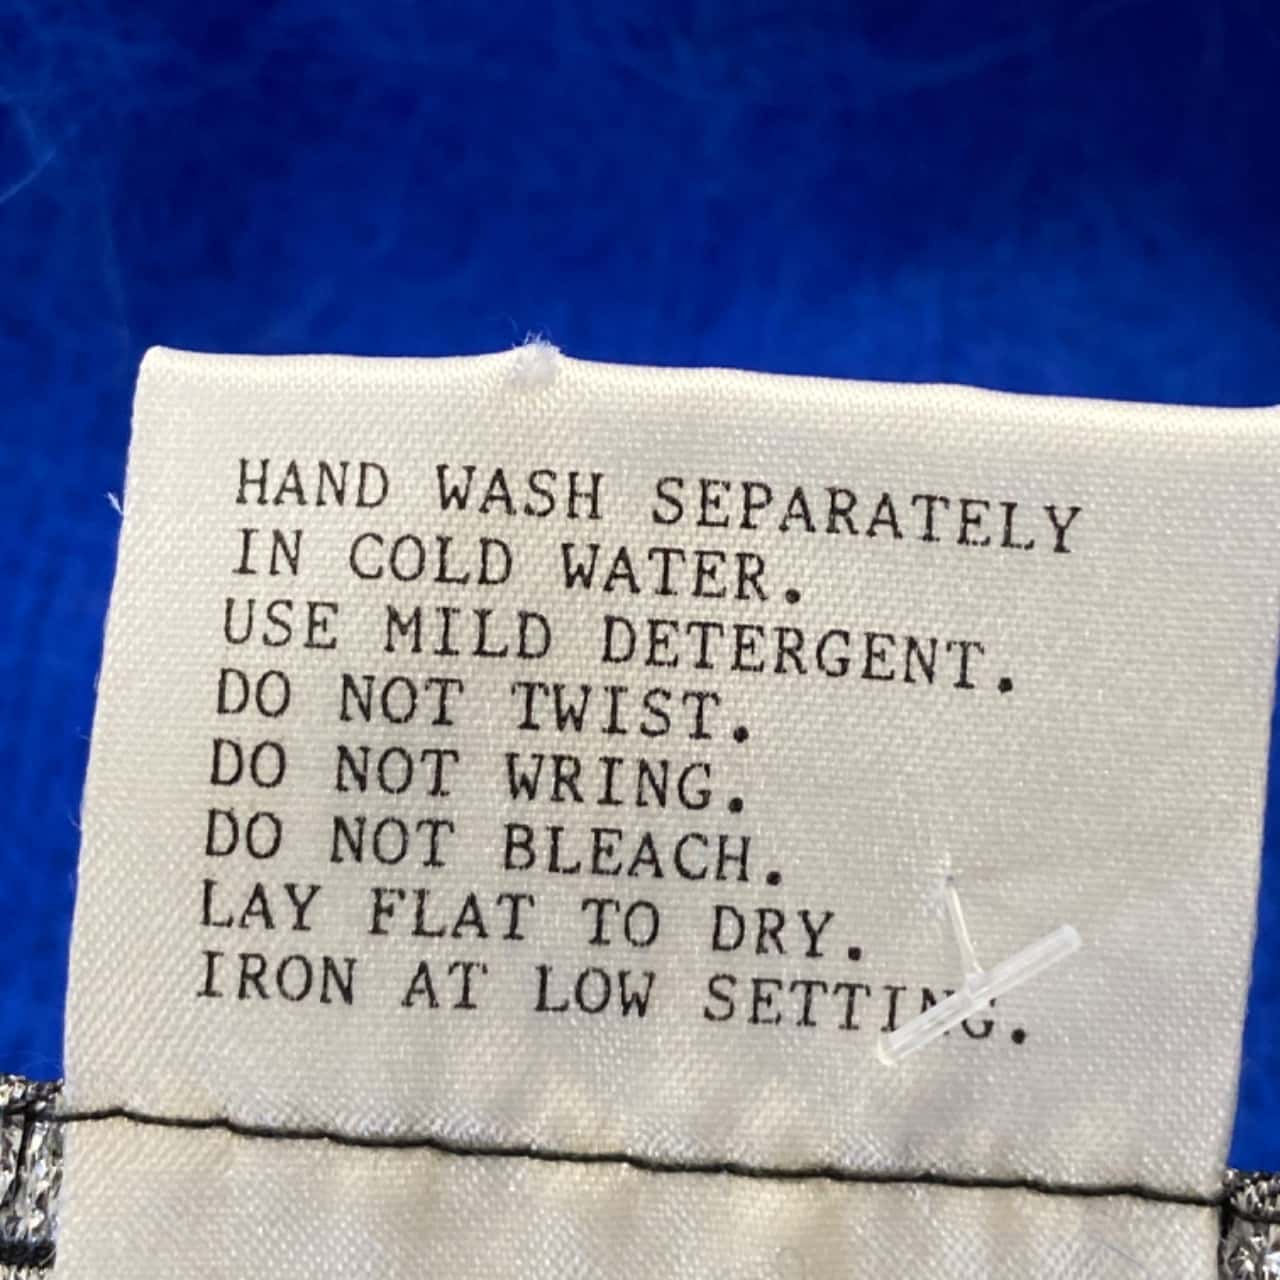 HAND WASH SEPARATELY
IN COLD WATER.
USE MILD DETERGENT.
DO NOT TWIST.
DO NOT WRING.
DO NOT BLEACH.
LAY FLAT TO DRY.
IRON AT LOW SETTING.